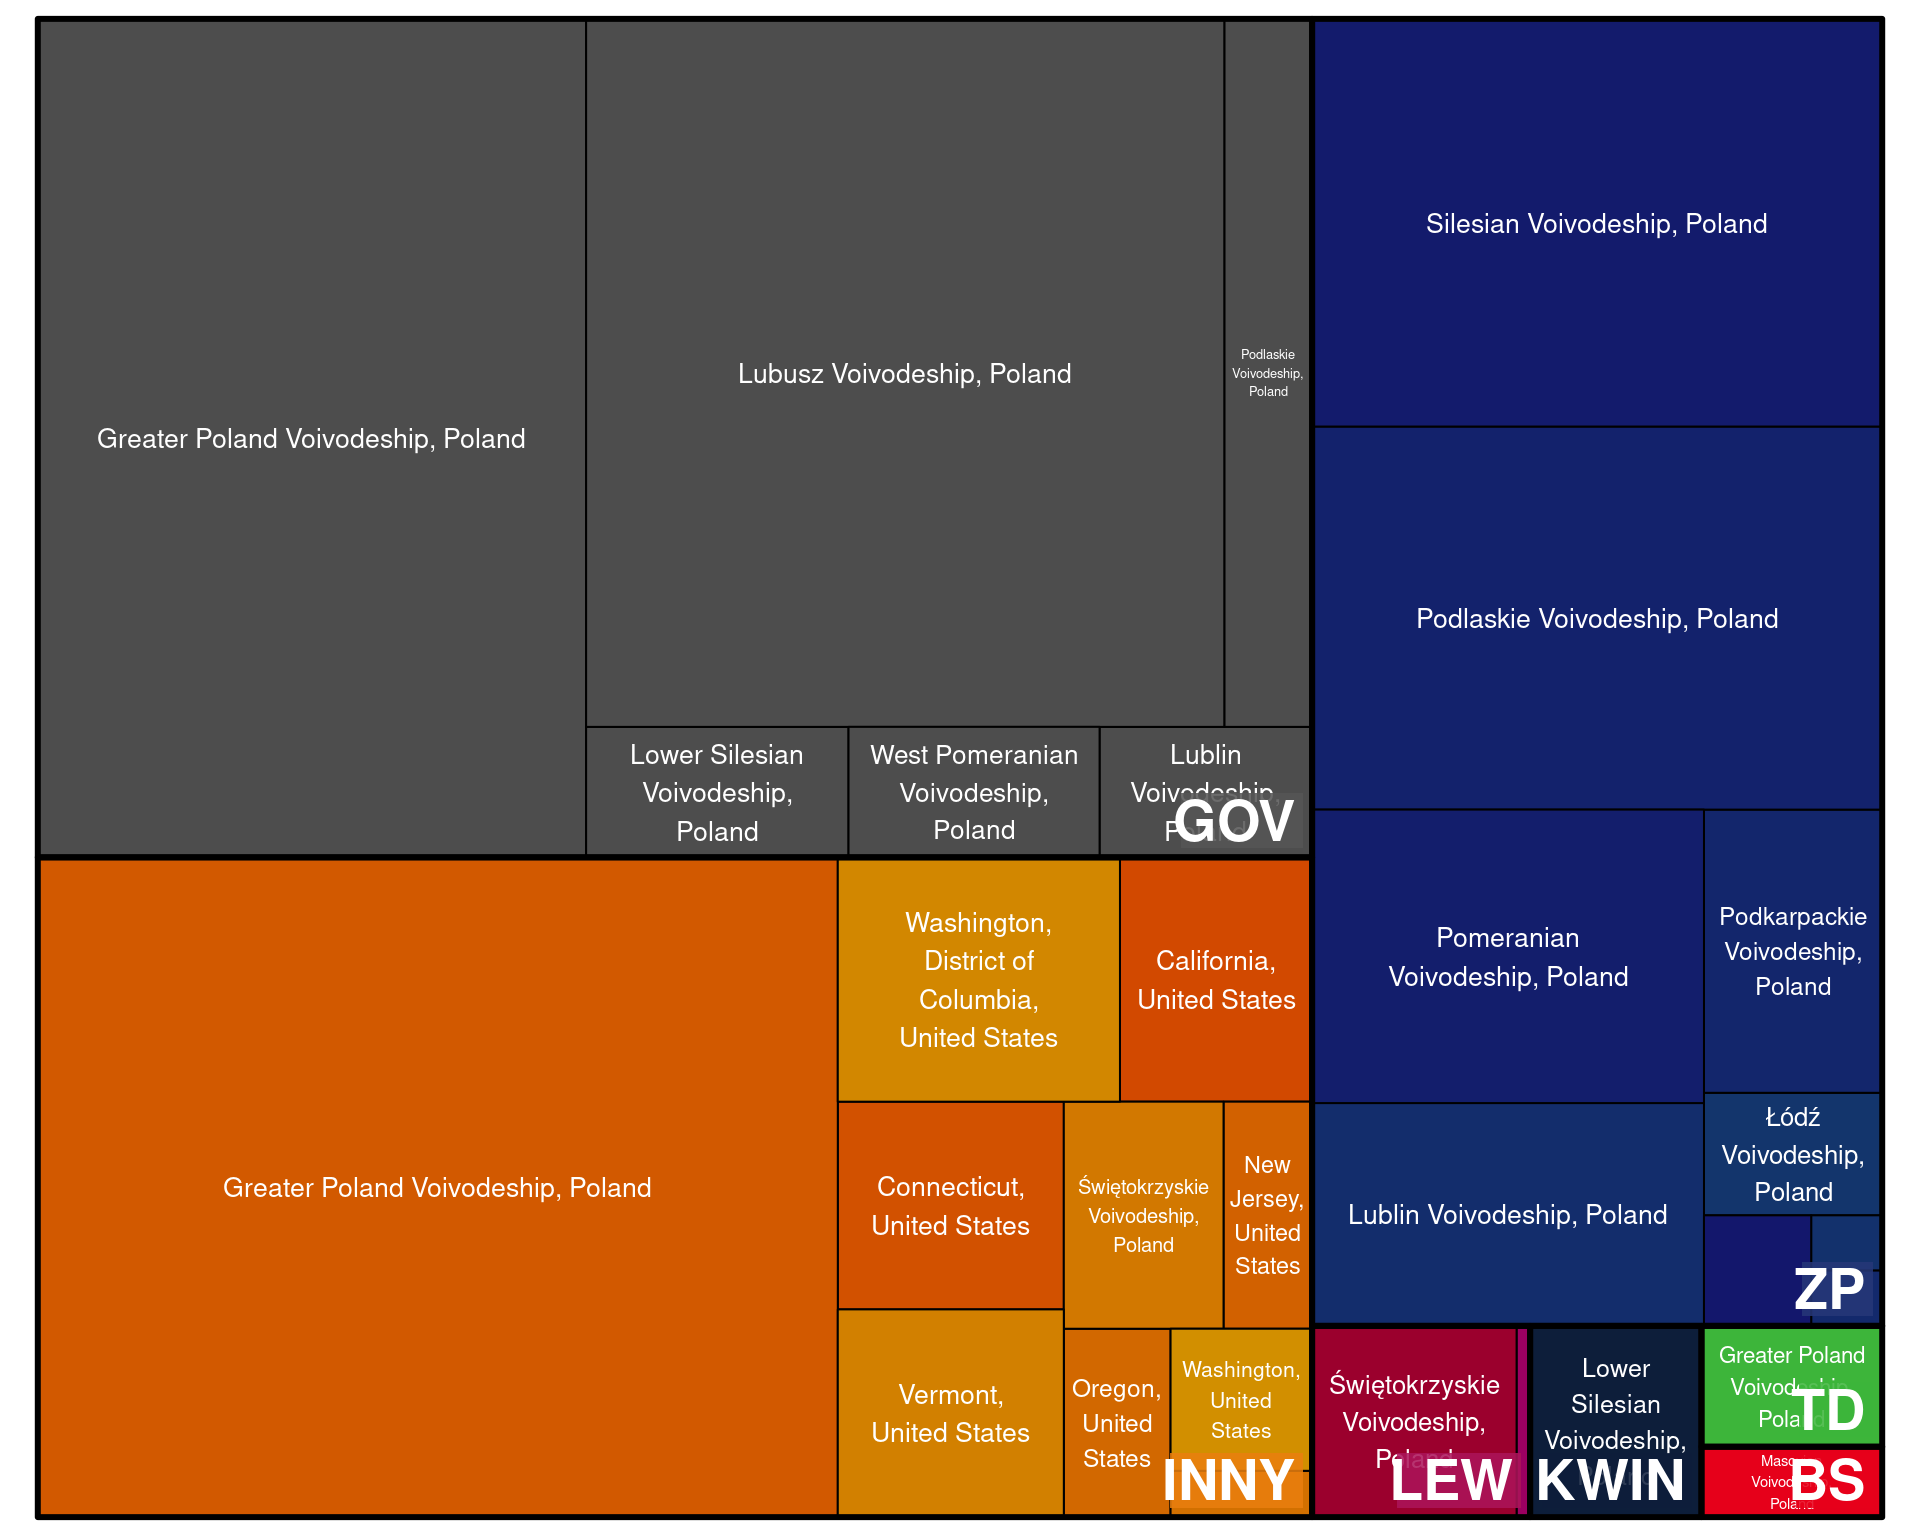 Greater Poland Voivodeship, Poland
Lubusz Voivodeship, Poland
Podlaskie
Voivodeship,
Poland
Lower Silesian
Voivodeship,
Poland
West Pomeranian
Voivodeship,
Poland
Lublin
Voivodeship,
GOV
Silesian Voivodeship, Poland
Podlaskie Voivodeship, Poland
Pomeranian
Voivodeship, Poland
Podkarpackie
Voivodeship,
Poland
Lublin Voivodeship, Poland
Łódź
Voivodeship,
Poland
ZP
Greater Poland Voivodeship, Poland
Washington,
District of
Columbia,
United States
California,
United States
Connecticut,
United States
Świętokrzyskie
Voivodeship,
Poland
New
Jersey,
United
States
Vermont,
United States
Oregon,
United
States
Washington,
United
States
INNY
Świętokrzyskie
Voivodeship,
Poland
LEW
Lower
Silesian
Voivodeship,
KWIN
Greater Poland
Voivodeship,
Poland
TD
BS